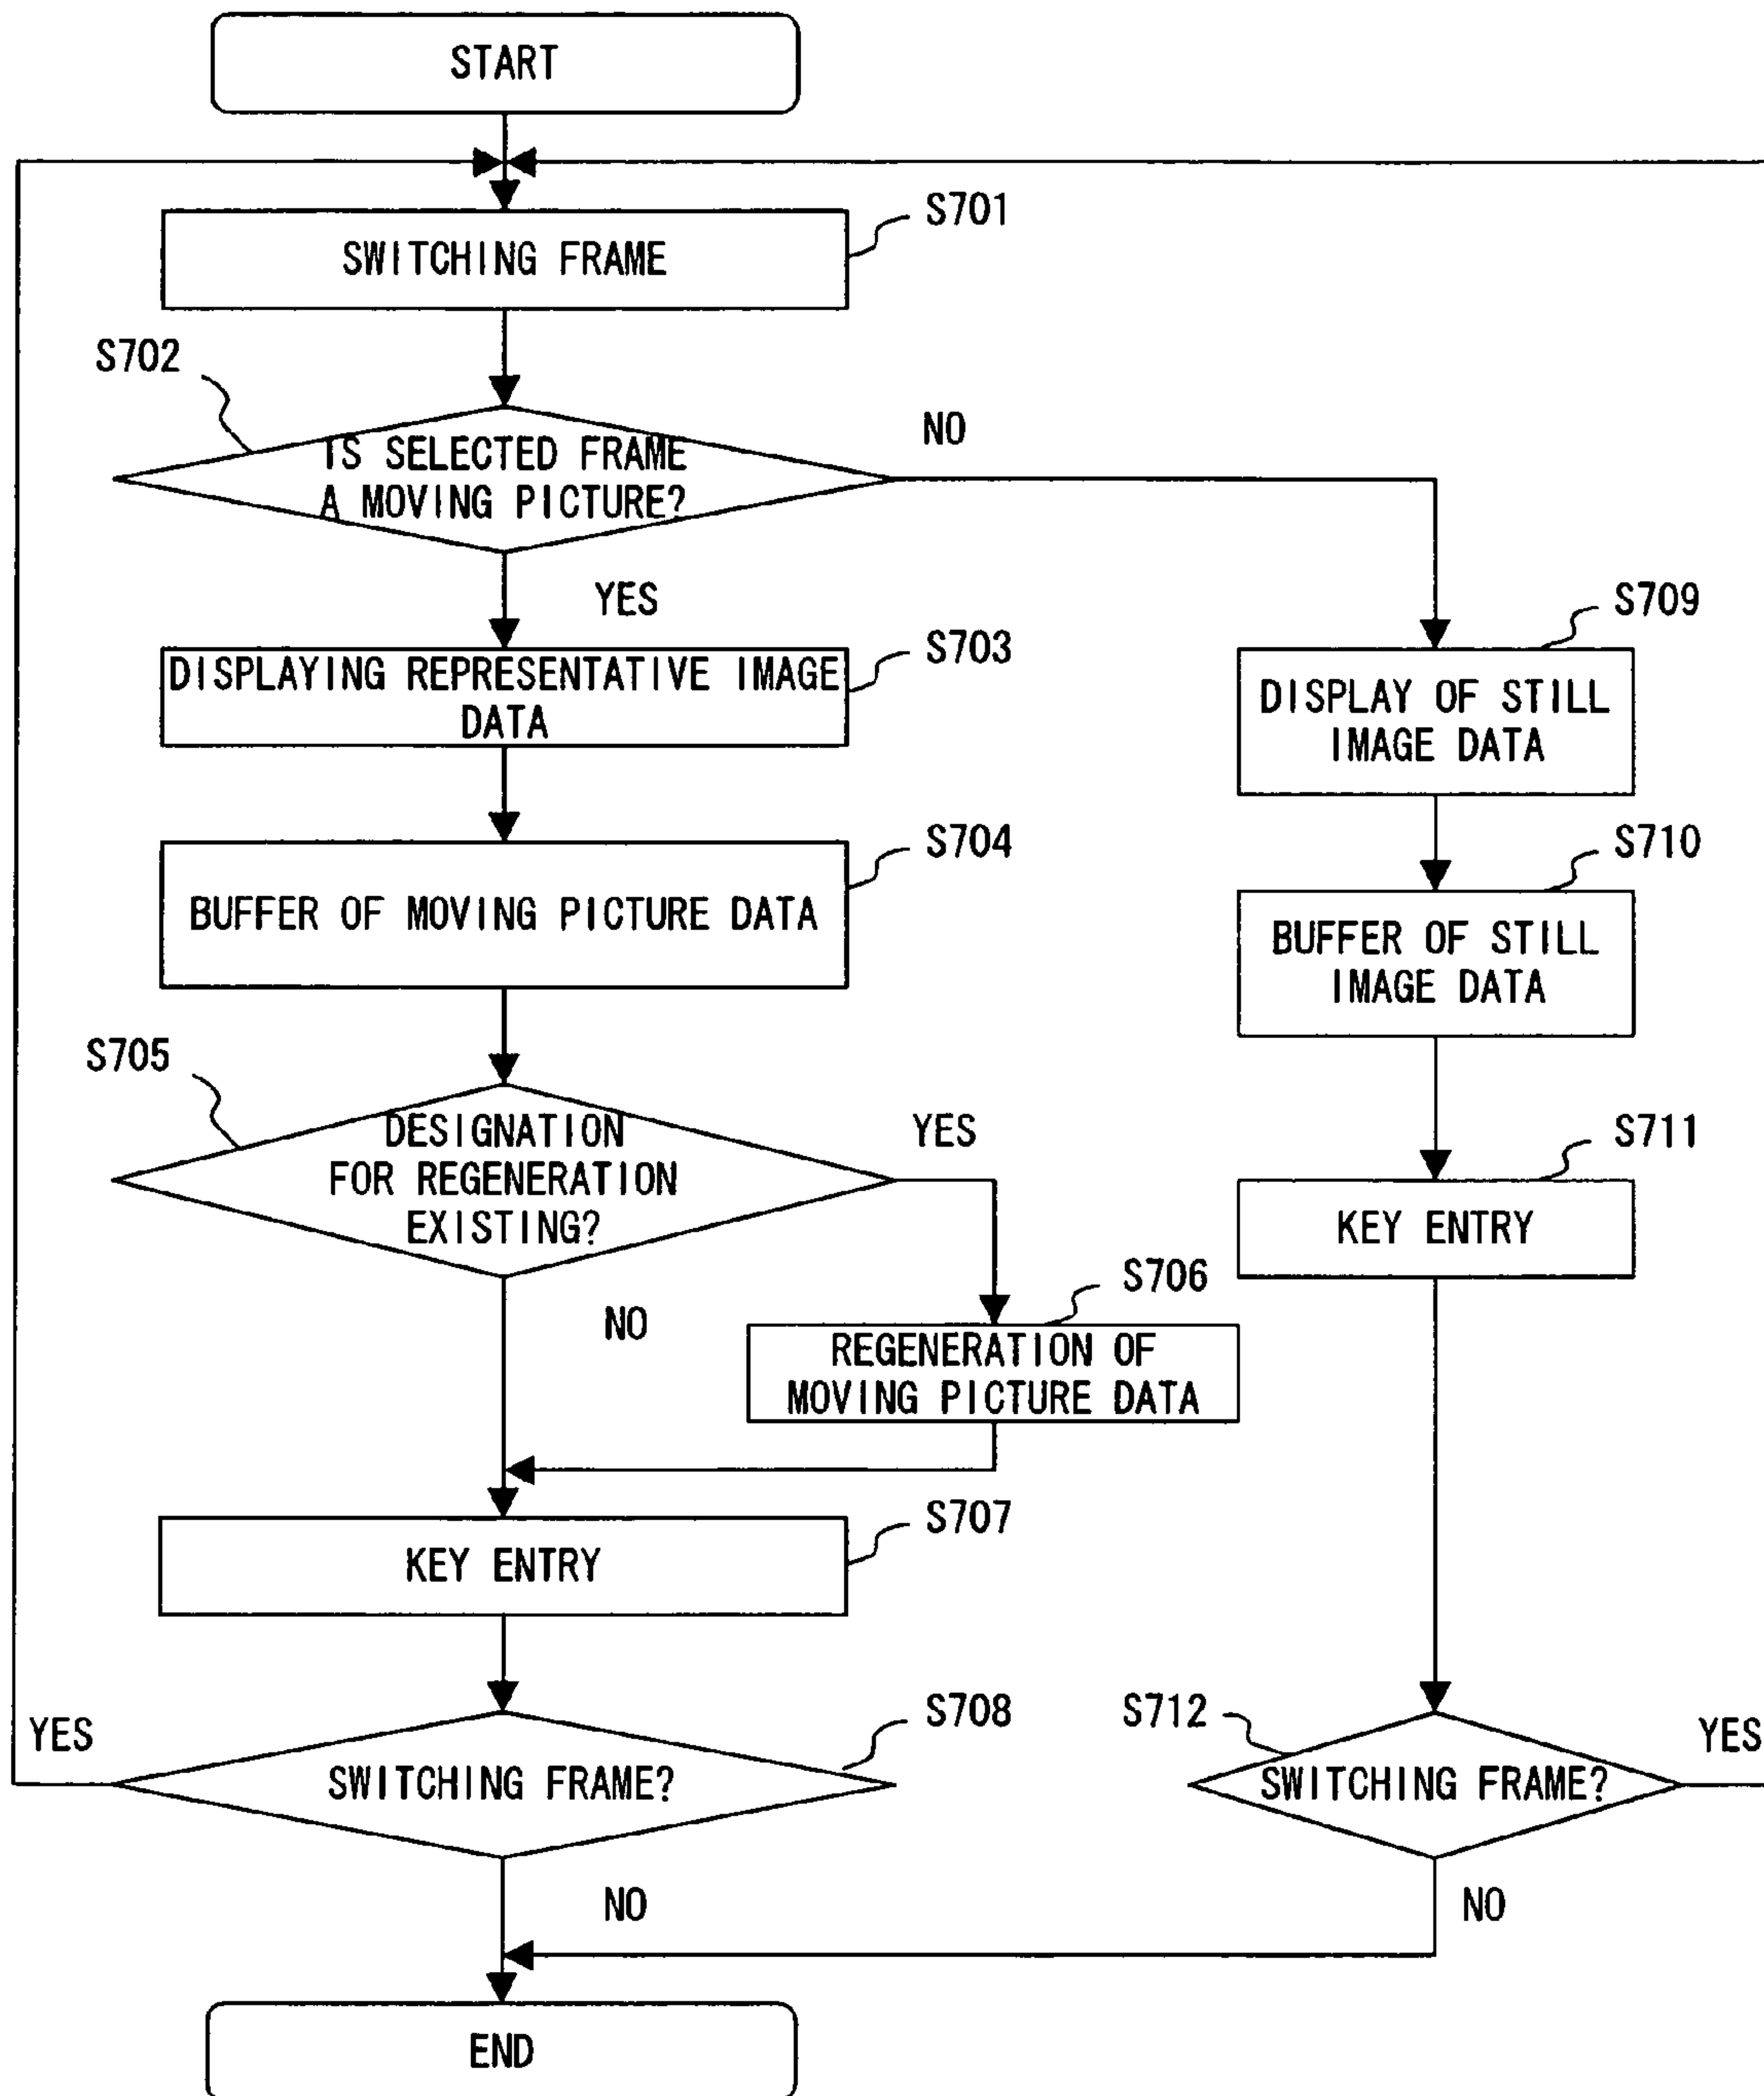 START
S701
SWITCHING FRAME
S702
IS SELECTED FRAME
A MOVING PICTURE?
NO
YES
S703
DISPLAYING REPRESENTATIVE IMAGE
DATA
S704
BUFFER OF MOVING PICTURE DATA
S705
DESIGNATION
FOR REGENERATION
EXISTING?
YES
NO
S706
REGENERATION OF
MOVING PICTURE DATA
S707
KEY ENTRY
S708
SWITCHING FRAME?
YES
NO
S709
DISPLAY OF STILL
IMAGE DATA
S710
BUFFER OF STILL
IMAGE DATA
S711
KEY ENTRY
S712
SWITCHING FRAME?
YES
NO
END